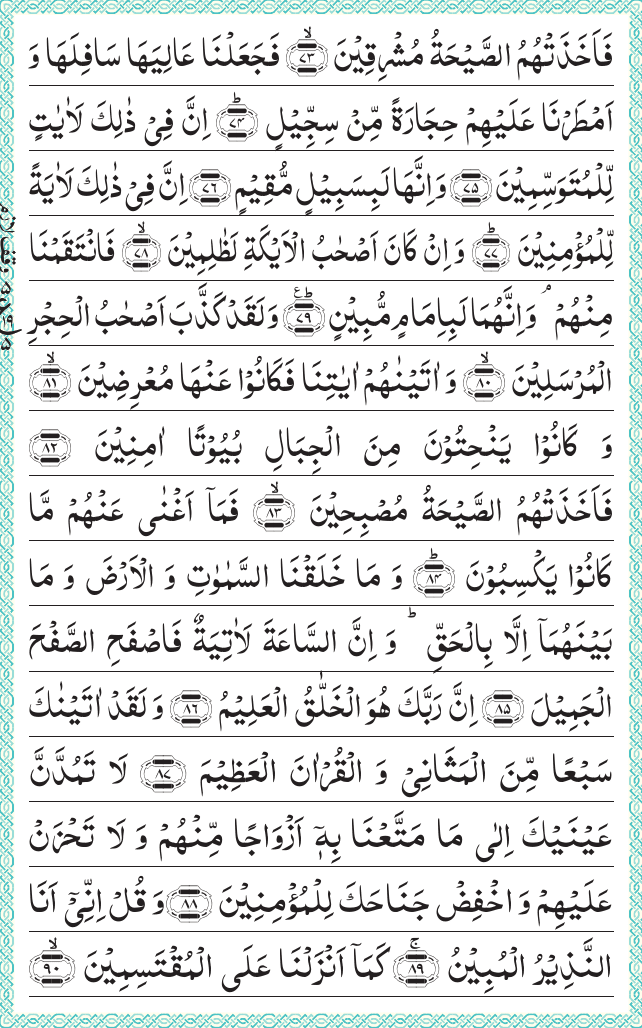 فَاَخَذَتۡهُمُ الصَّيۡحَةُ مُشۡرِقِيۡنَۙ‏ ﴿۷۳﴾ فَجَعَلۡنَا عَالِيَهَا سَافِلَهَا وَ
اَمۡطَرۡنَا عَلَيۡهِمۡ حِجَارَةً مِّنۡ سِجِّيۡلٍؕ‏ ﴿۷۴﴾ اِنَّ فِىۡ ذٰلِكَ لَاٰيٰتٍ
لِّلۡمُتَوَسِّمِيۡنَ‏ ﴿۷۵﴾ وَاِنَّهَا لَبِسَبِيۡلٍ مُّقِيۡمٍ‏ ﴿۷۶﴾ اِنَّ فِىۡ ذٰلِكَ لَاٰيَةً
لِّلۡمُؤۡمِنِيۡنَؕ‏ ﴿۷۷﴾ وَاِنۡ كَانَ اَصۡحٰبُ الۡاَيۡكَةِ لَظٰلِمِيۡنَۙ‏ ﴿۷۸﴾ فَانۡتَقَمۡنَا
مِنۡهُمۡ‌ۘ وَاِنَّهُمَا لَبِاِمَامٍ مُّبِيۡنٍؕ‏ ﴿۷۹﴾ وَلَقَدۡ كَذَّبَ اَصۡحٰبُ الۡحِجۡرِ
الۡمُرۡسَلِيۡنَۙ‏ ﴿۸۰﴾ وَاٰتَيۡنٰهُمۡ اٰيٰتِنَا فَكَانُوۡا عَنۡهَا مُعۡرِضِيۡنَۙ‏ ﴿۸۱﴾
وَ كَانُوۡا يَنۡحِتُوۡنَ مِنَ الۡجِبَالِ بُيُوۡتًا اٰمِنِيۡنَ‏ ﴿۸۲﴾
فَاَخَذَتۡهُمُ الصَّيۡحَةُ مُصۡبِحِيۡنَۙ‏ ﴿۸۳﴾ فَمَاۤ اَغۡنٰى عَنۡهُمۡ مَّا
كَانُوۡا يَكۡسِبُوۡنَؕ‏ ﴿۸۴﴾ وَ مَا خَلَقۡنَا السَّمٰوٰتِ وَ الۡاَرۡضَ وَ مَا
بَيۡنَهُمَاۤ اِلَّا بِالۡحَقِّ‌ؕ وَ اِنَّ السَّاعَةَ لَاٰتِيَةٌ‌ فَاصۡفَحِ الصَّفۡحَ
الۡجَمِيۡلَ‏ ﴿۸۵﴾ اِنَّ رَبَّكَ هُوَ الۡخَـلّٰقُ الۡعَلِيۡمُ‏ ﴿۸۶﴾ وَلَـقَدۡ اٰتَيۡنٰكَ
سَبۡعًا مِّنَ الۡمَثَانِىۡ وَ الۡقُرۡاٰنَ الۡعَظِيۡمَ‏ ﴿۸۷﴾ لَا تَمُدَّنَّ
عَيۡنَيۡكَ اِلٰى مَا مَتَّعۡنَا بِهٖۤ اَزۡوَاجًا مِّنۡهُمۡ وَ لَا تَحۡزَنۡ
عَلَيۡهِمۡ وَ اخۡفِضۡ جَنَاحَكَ لِلۡمُؤۡمِنِيۡنَ‏ ﴿۸۸﴾ وَ قُلۡ اِنِّىۡۤ اَنَا
النَّذِيۡرُ الۡمُبِيۡنُۚ‏ ﴿۸۹﴾ كَمَاۤ اَنۡزَلۡنَا عَلَى الۡمُقۡتَسِمِيۡنَۙ‏ ﴿۹۰﴾